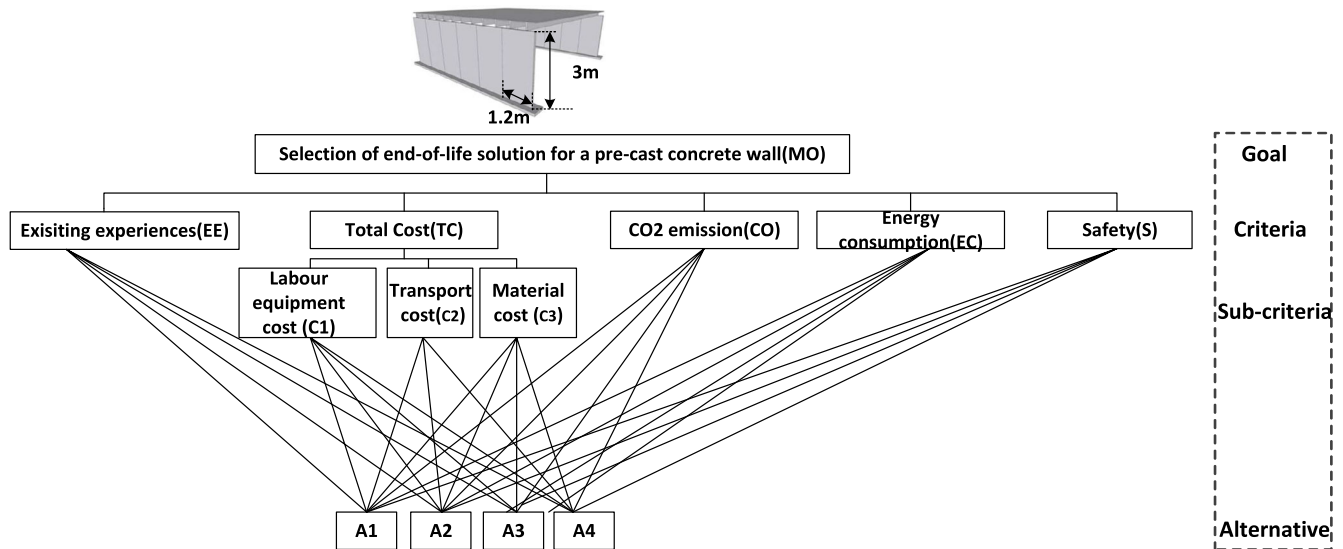 3m
1.2m
Selection of end-of-life solution for a pre-cast concrete wall(MO)
Goal
Exisiting experiences(EE)
Total Cost(TC)
CO2 emission(CO)
Energy
consumption(EC)
Safety(S)
Criteria
Labour
equipment
cost (C1)
Transport
cost(C2)
Material
cost (C3)
Sub-criteria
A1
A2
A3
A4
Alternative